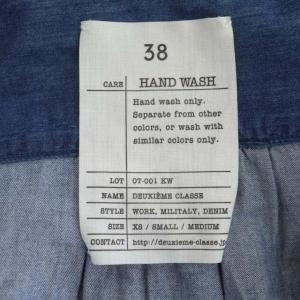 38
CARE HAND WASH
Hand wash only.
Separate from other
colors, or wash with
similar colors only.
LOT OT-001 KW
NAME DEUXIÈME CLASSE
STYLE WORK, MILITALY, DENIM
SIZE XS / SMALL / MEDIUM
CONTACT http://deuxieme-classe.jp